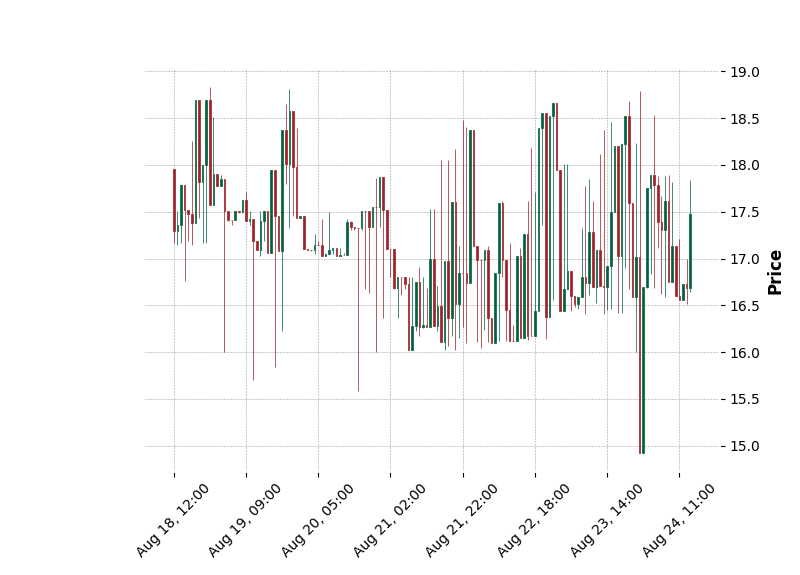 19.0
18.5
18.0
17.5
17.0
16.5
16.0
15.5
15.0
Price
Aug 18, 12:00
Aug 19, 09:00
Aug 20, 05:00
Aug 21, 02:00
Aug 21, 22:00
Aug 22, 18:00
Aug 23, 14:00
Aug 24, 11:00